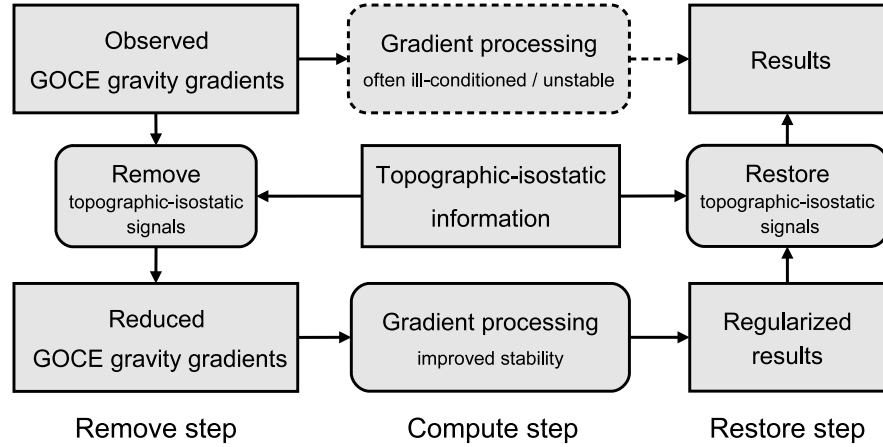 Observed
GOCE gravity gradients
Gradient processing
often ill-conditioned / unstable
Results
Remove
topographic-isostatic
signals
Topographic-isostatic
information
Restore
topographic-isostatic
signals
Reduced
GOCE gravity gradients
Gradient processing
improved stability
Regularized
results
Remove step
Compute step
Restore step